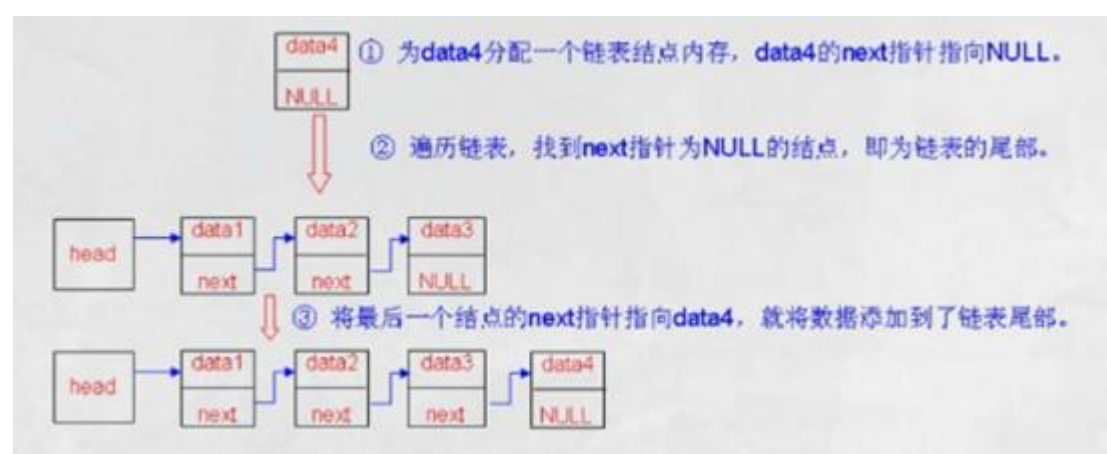 data4
① 为data4分配一个链表结点内存，data4的next指针指向NULL。
NULL
② 遍历链表，找到next指针为NULL的结点，即为链表的尾部。
head
data1
data2
data3
next
next
NULL
③ 将最后一个结点的next指针指向data4，就将数据添加到了链表尾部。
head
data1
data2
data3
data4
next
next
next
NULL